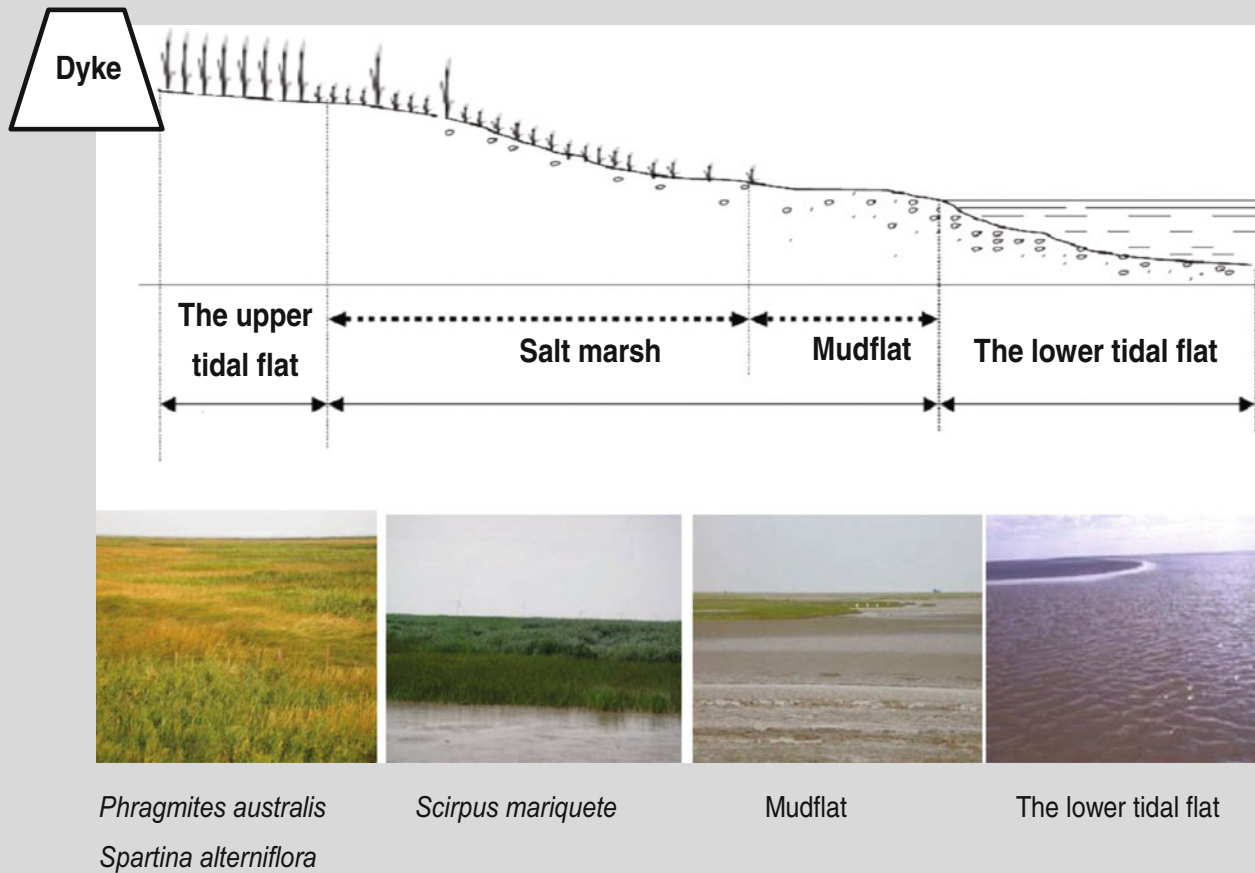 Dyke
The upper
tidal flat
Salt marsh
Mudflat
The lower tidal flat
Phragmites australis
Spartina alterniflora
Scirpus mariquete
Mudflat
The lower tidal flat